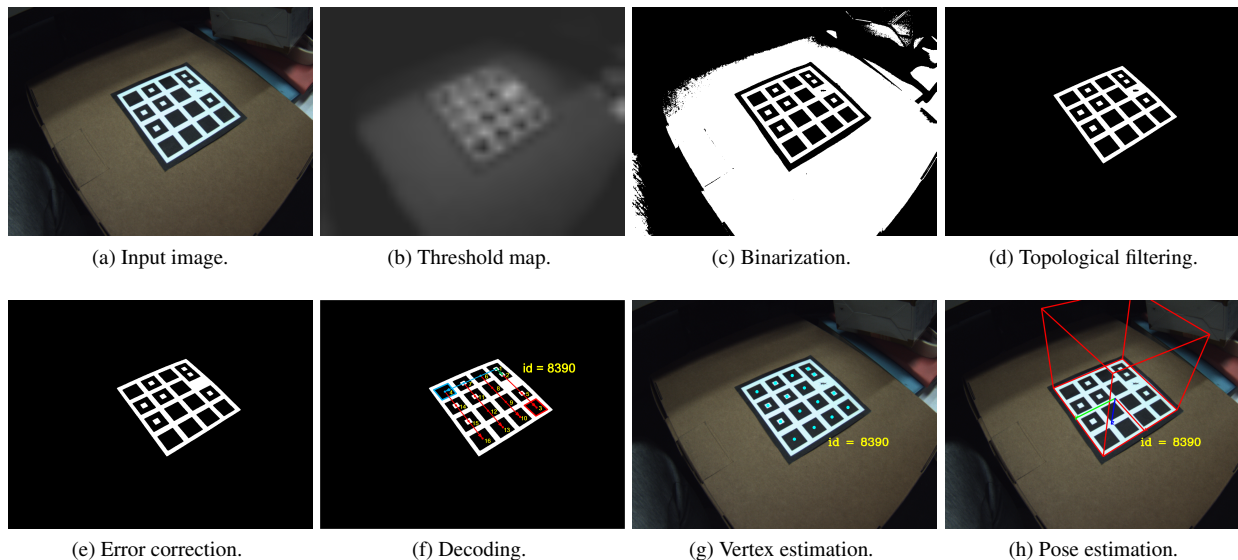 (a) Input image.
(b) Threshold map.
(c) Binarization.
(d) Topological filtering.
id = 8390
id = 8390
id = 8390
(e) Error correction.
(f) Decoding.
(g) Vertex estimation.
(h) Pose estimation.